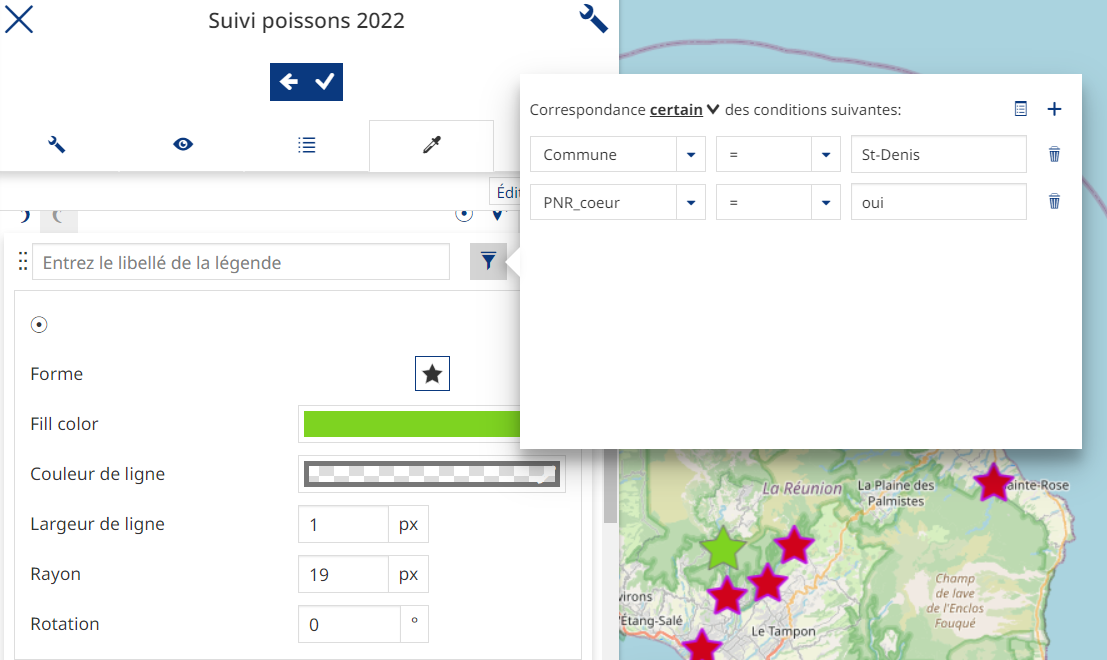 Suivi poissons 2022
Correspondance certain des conditions suivantes:
Commune = St-Denis
PNR_coeur = oui
Édit
Entrez le libellé de la légende
Forme
Fill color
Couleur de ligne
Largeur de ligne 1 px
Rayon 19 px
Rotation 0 °
La Réunion
La Plaine des
Palmistes
ainte-Rose
Champ
de lave
de l'Enclos
Fouqué
virons
'Étang-Salé
Le Tampon